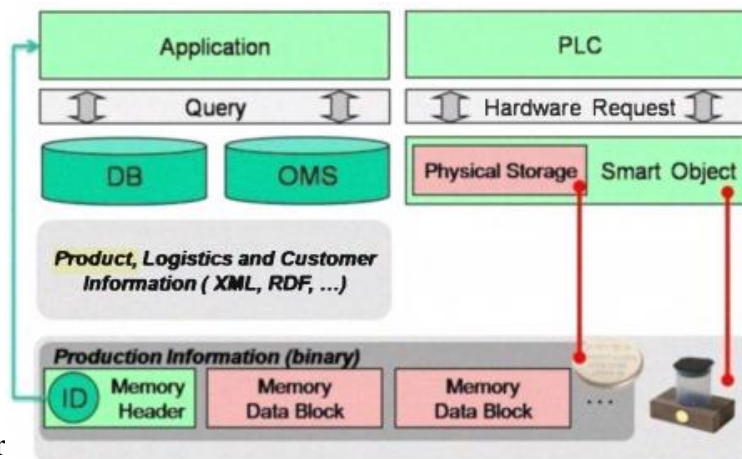 Application
PLC
Query
Hardware Request
DB
OMS
Physical Storage
Smart Object
Product, Logistics and Customer
Information ( XML, RDF, ...)
Production Information (binary)
ID
Memory
Header
Memory
Data Block
Memory
Data Block
...
r